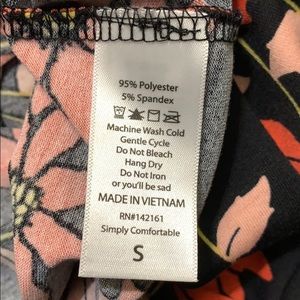 95% Polyester
5% Spandex
Machine Wash Cold
Gentle Cycle
Do Not Bleach
Hang Dry
Do Not Iron
or you'll be sad
MADE IN VIETNAM
RN#142161
Simply Comfortable
S